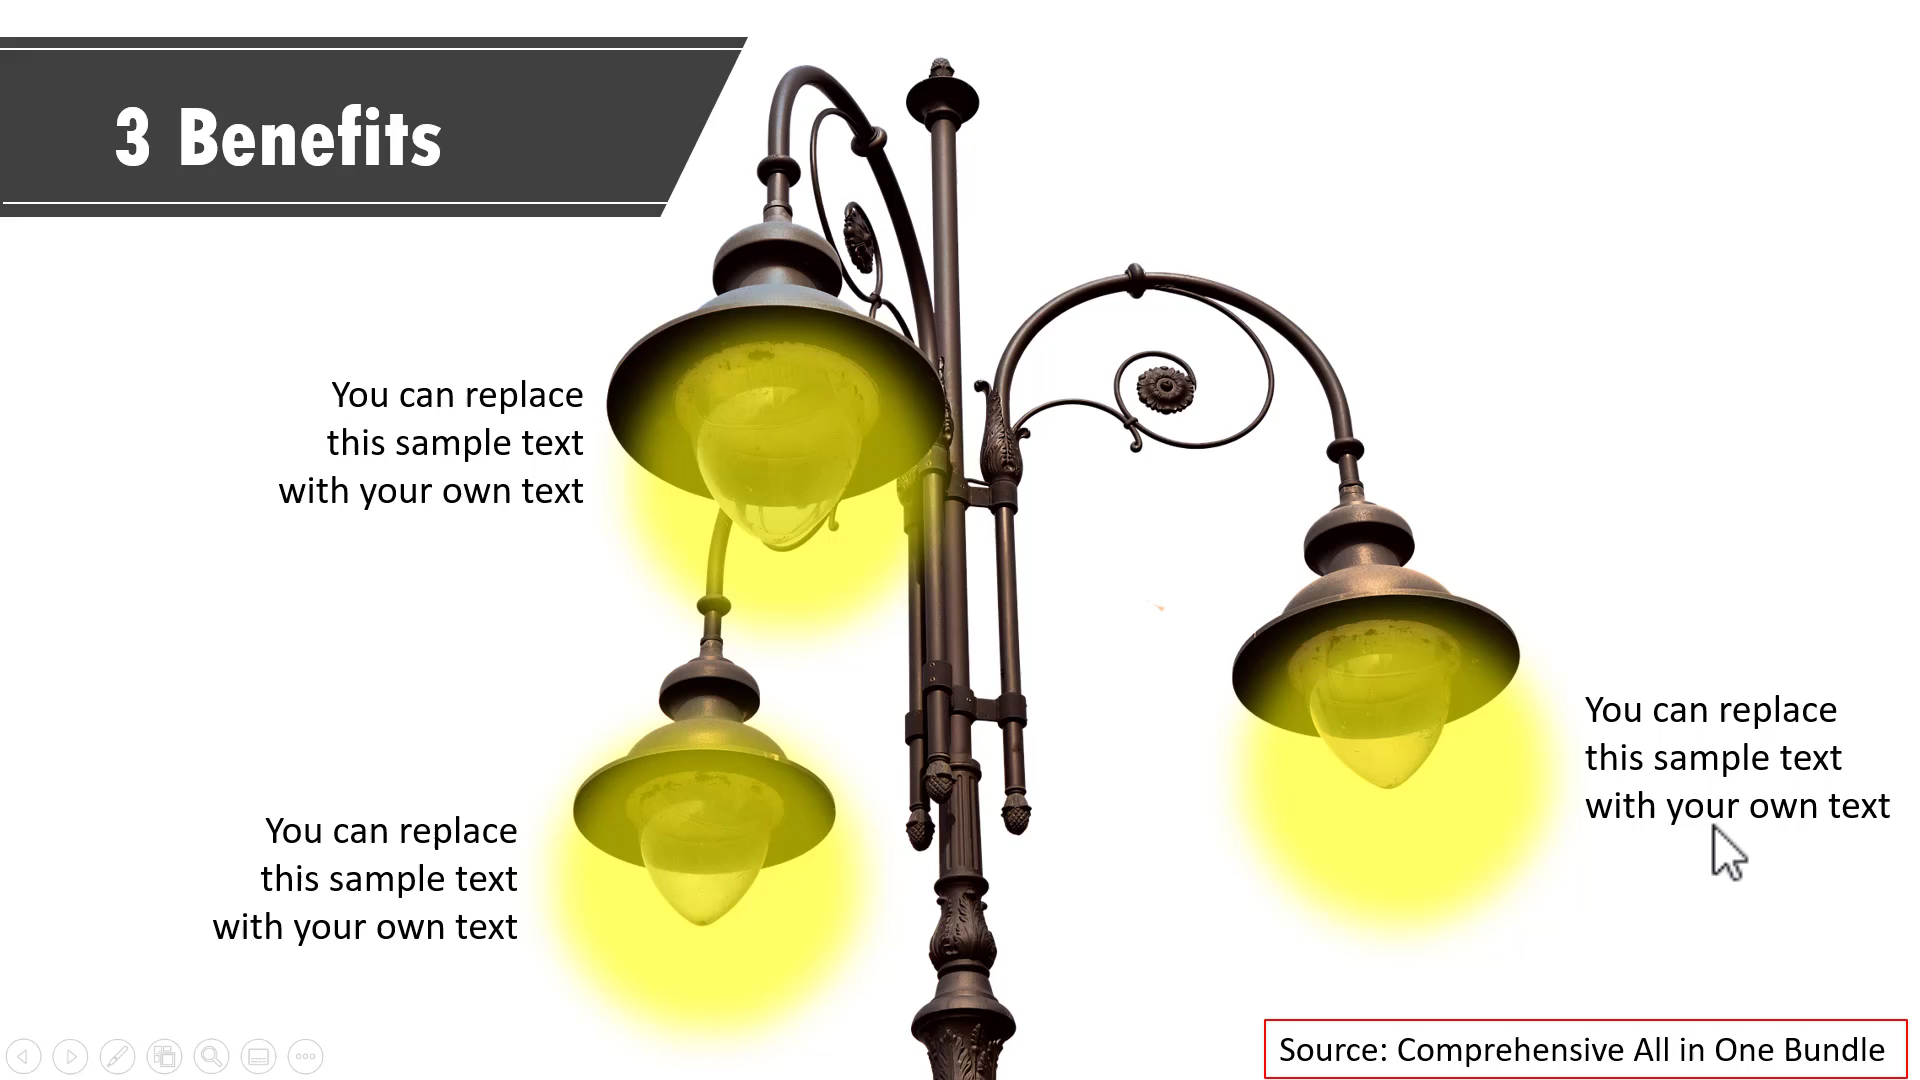 3 Benefits
You can replace
this sample text
with your own text
You can replace
this sample text
with your own text
You can replace
this sample text
with your own text
Source: Comprehensive All in One Bundle